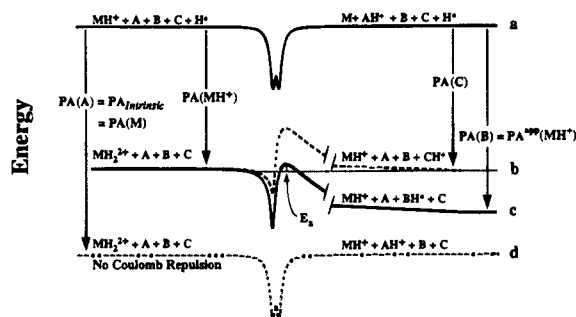 MH⁺ + A + B + C + H⁺
M + AH⁺ + B + C + H⁺
a
PA(A) = PA_Intrinsic
= PA(M)
PA(MH⁺)
PA(C)
PA(B) = PA^app(MH⁺)
Energy
MH₂²⁺ + A + B + C
MH⁺ + A + B + CH⁺
b
MH⁺ + A + BH⁺ + C
c
Eₐ
MH₂²⁺ + A + B + C
MH⁺ + AH⁺ + B + C
d
No Coulomb Repulsion